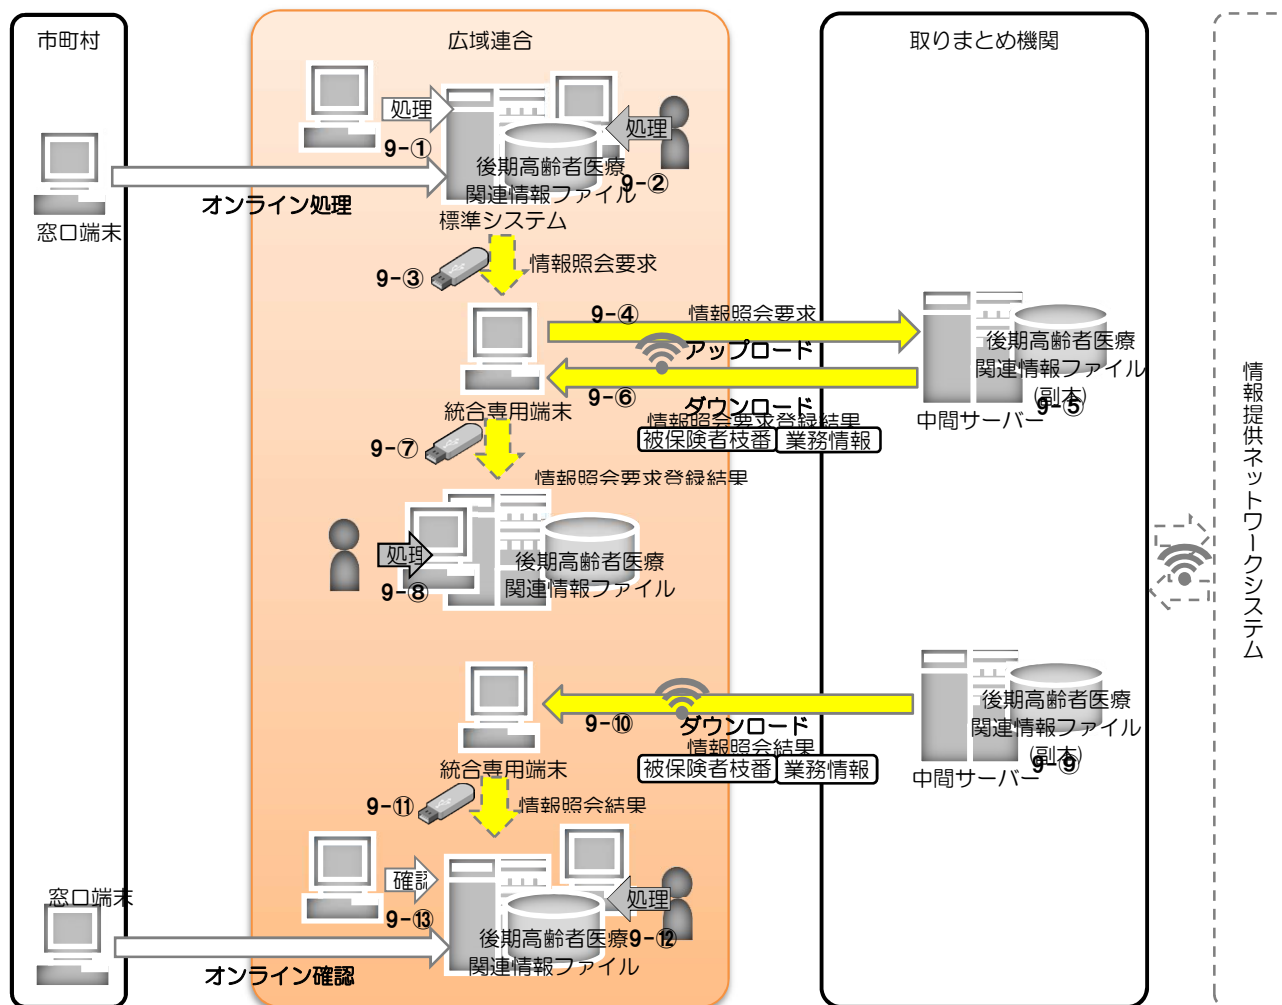 市町村
広域連合
取りまとめ機関
処理
9-①
処理
9-②
後期高齢者医療
関連情報ファイル
標準システム
オンライン処理
窓口端末
9-③
情報照会要求
9-④
情報照会要求
アップロード
9-⑥
ダウンロード
情報照会要求登録結果
被保険者枝番
業務情報
統合専用端末
後期高齢者医療
関連情報ファイル
(副本)
9-⑤
中間サーバー
情報提供ネットワークシステム
9-⑦
情報照会要求登録結果
処理
9-⑧
後期高齢者医療
関連情報ファイル
9-⑩
ダウンロード
情報照会結果
被保険者枝番
業務情報
統合専用端末
後期高齢者医療
関連情報ファイル
(副本)
9-⑨
中間サーバー
9-⑪
情報照会結果
確認
9-⑬
処理
9-⑫
後期高齢者医療
関連情報ファイル
窓口端末
オンライン確認